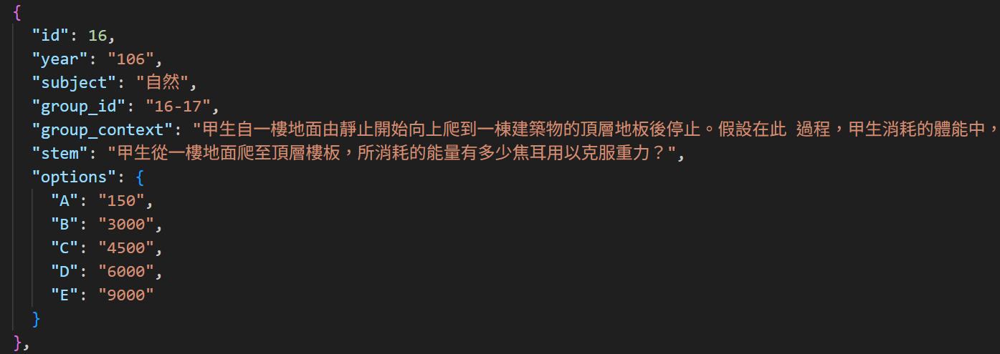 {
"id": 16,
"year": "106",
"subject": "自然",
"group_id": "16-17",
"group_context": "甲生自一樓地面由靜止開始向上爬到一棟建築物的頂層地板後停止。假設在此 過程，甲生消耗的體能中，
"stem": "甲生從一樓地面爬至頂層樓板，所消耗的能量有多少焦耳用以克服重力？",
"options": {
"A": "150",
"B": "3000",
"C": "4500",
"D": "6000",
"E": "9000"
}
},